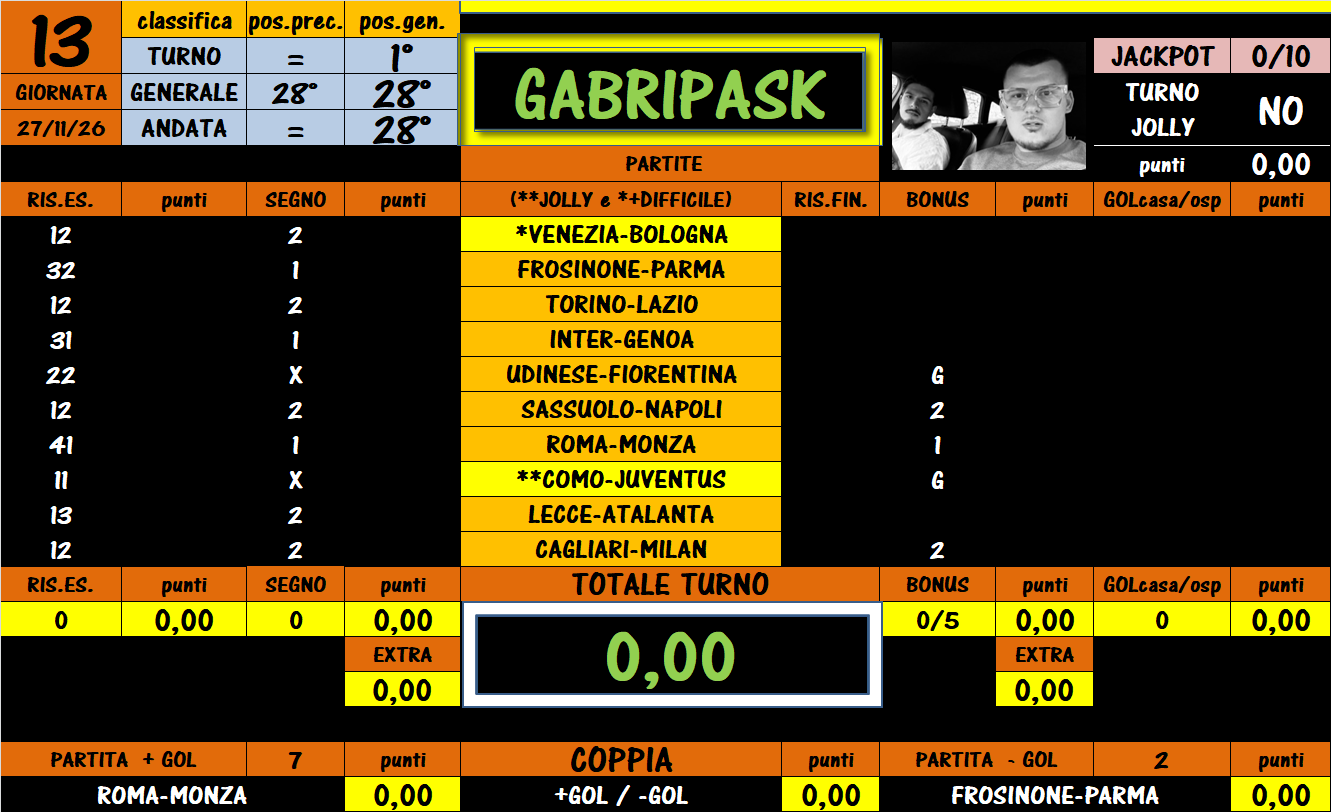 13 classifica pos.prec. pos.gen.
TURNO = 1° GABRIPASK JACKPOT 0/10
GIORNATA GENERALE 28° 28° TURNO JOLLY NO
27/11/26 ANDATA = 28°
PARTITE punti 0,00
RIS.ES. punti SEGNO punti (**JOLLY e *+DIFFICILE) RIS.FIN. BONUS punti GOLcasa/osp punti
12 2 *VENEZIA-BOLOGNA
32 1 FROSINONE-PARMA
12 2 TORINO-LAZIO
31 1 INTER-GENOA
22 X UDINESE-FIORENTINA G
12 2 SASSUOLO-NAPOLI 2
41 1 ROMA-MONZA 1
11 X **COMO-JUVENTUS G
13 2 LECCE-ATALANTA
12 2 CAGLIARI-MILAN 2
RIS.ES. punti SEGNO punti TOTALE TURNO BONUS punti GOLcasa/osp punti
0 0,00 0 0,00 0,00 0/5 0,00 0 0,00
EXTRA EXTRA
0,00 0,00
PARTITA + GOL 7 punti COPPIA punti PARTITA - GOL 2 punti
ROMA-MONZA 0,00 +GOL / -GOL 0,00 FROSINONE-PARMA 0,00